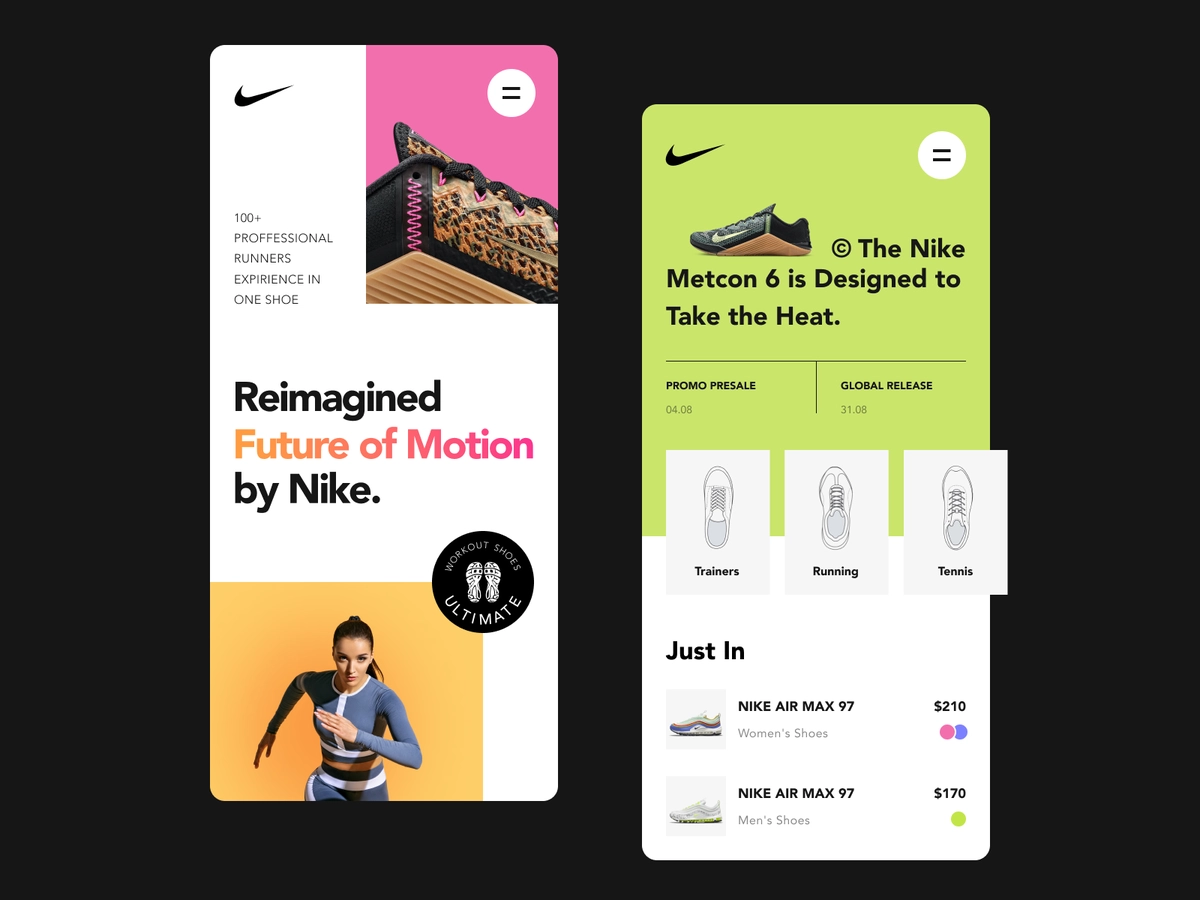 100+
PROFFESSIONAL
RUNNERS
EXPIRIENCE IN
ONE SHOE
Reimagined
Future of Motion
by Nike.
WORKOUT SHOES
ULTIMATE
© The Nike
Metcon 6 is Designed to
Take the Heat.
PROMO PRESALE
04.08
GLOBAL RELEASE
31.08
Trainers
Running
Tennis
Just In
NIKE AIR MAX 97
$210
Women's Shoes
NIKE AIR MAX 97
$170
Men's Shoes